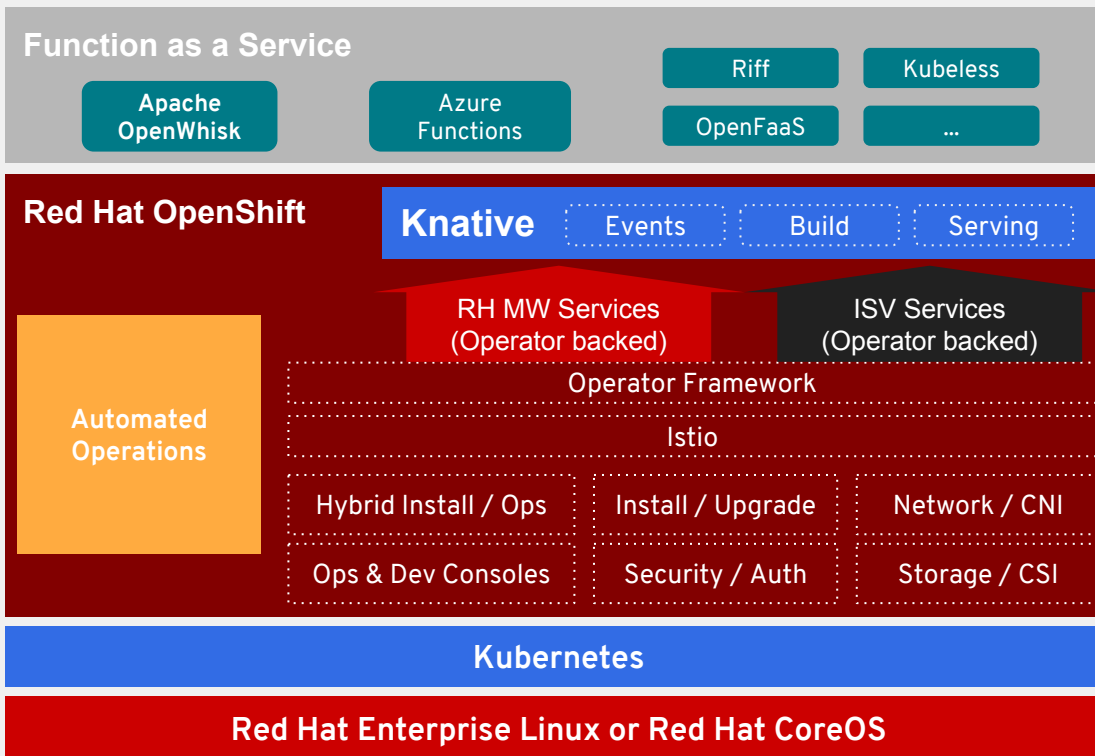 Function as a Service
Apache
OpenWhisk
Azure
Functions
Riff
Kubeless
OpenFaaS
...
Red Hat OpenShift
Knative
Events
Build
Serving
RH MW Services
(Operator backed)
ISV Services
(Operator backed)
Automated
Operations
Operator Framework
Istio
Hybrid Install / Ops
Install / Upgrade
Network / CNI
Ops & Dev Consoles
Security / Auth
Storage / CSI
Kubernetes
Red Hat Enterprise Linux or Red Hat CoreOS